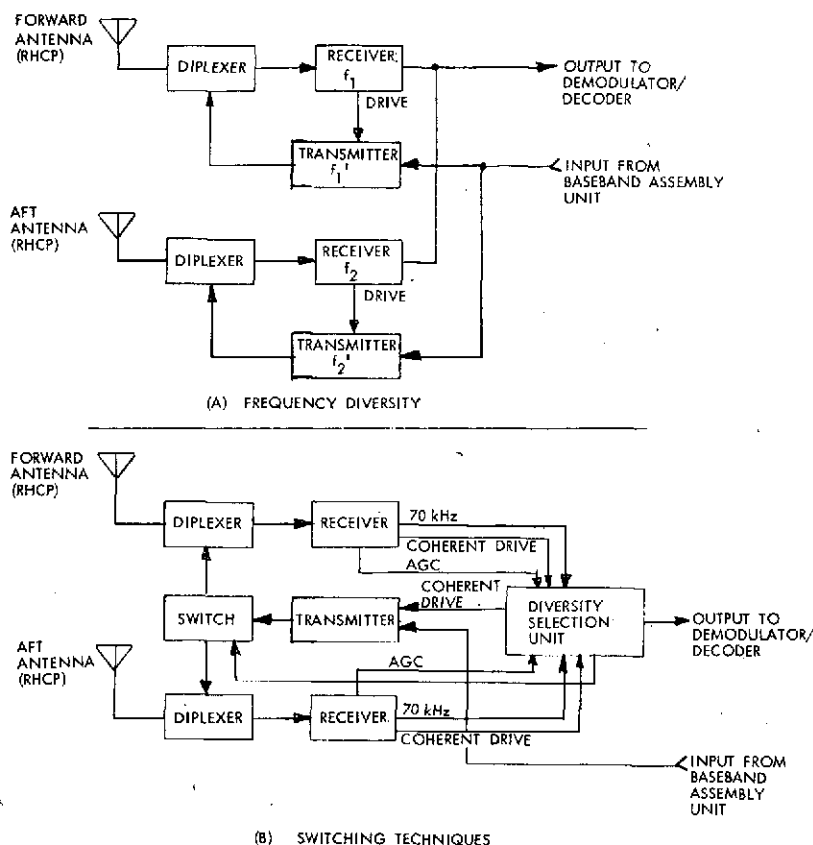 FORWARD
ANTENNA
(RHCP)
DIPLEXER
RECEIVER
f1
DRIVE
OUTPUT TO
DEMODULATOR/
DECODER
TRANSMITTER
f1'
INPUT FROM
BASEBAND ASSEMBLY
UNIT
AFT
ANTENNA
(RHCP)
DIPLEXER
RECEIVER
f2
DRIVE
TRANSMITTER
f2'
(A) FREQUENCY DIVERSITY
FORWARD
ANTENNA
(RHCP)
DIPLEXER
RECEIVER
70 kHz
COHERENT DRIVE
AGC
COHERENT
DRIVE
SWITCH
TRANSMITTER
DIVERSITY
SELECTION
UNIT
OUTPUT TO
DEMODULATOR/
DECODER
AFT
ANTENNA
(RHCP)
AGC
DIPLEXER
RECEIVER
70 kHz
COHERENT DRIVE
INPUT FROM
BASEBAND
ASSEMBLY
UNIT
(B) SWITCHING TECHNIQUES